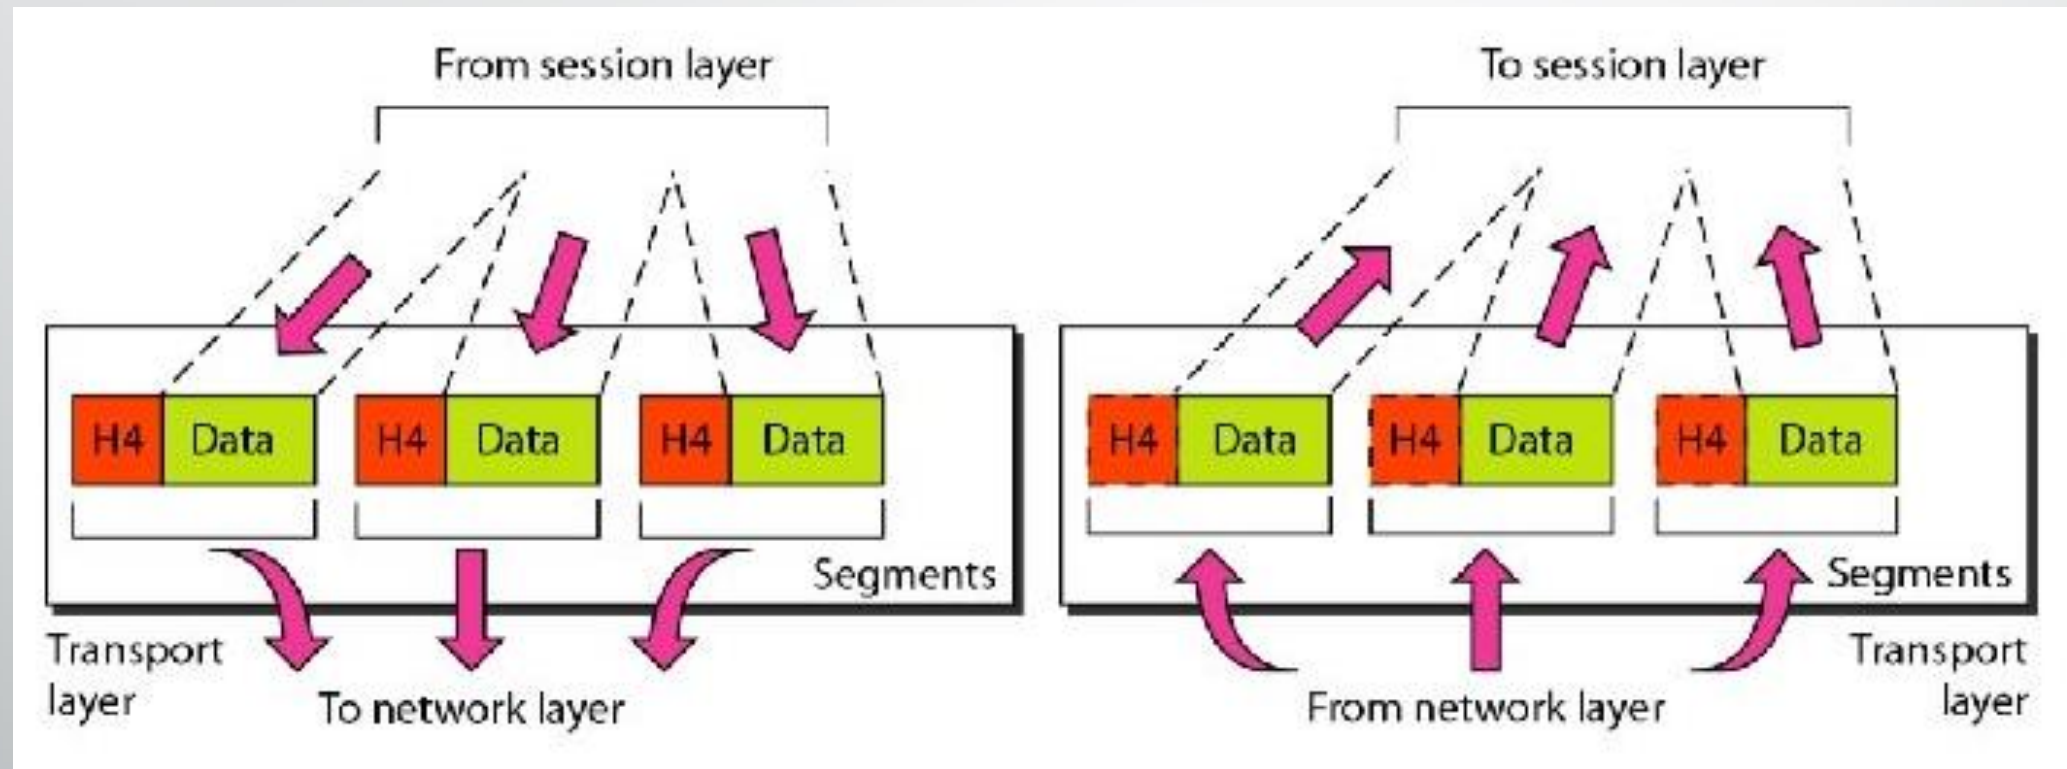 From session layer
H4 Data H4 Data H4 Data
Segments
Transport
layer
To network layer
To session layer
H4 Data H4 Data H4 Data
Segments
Transport
layer
From network layer